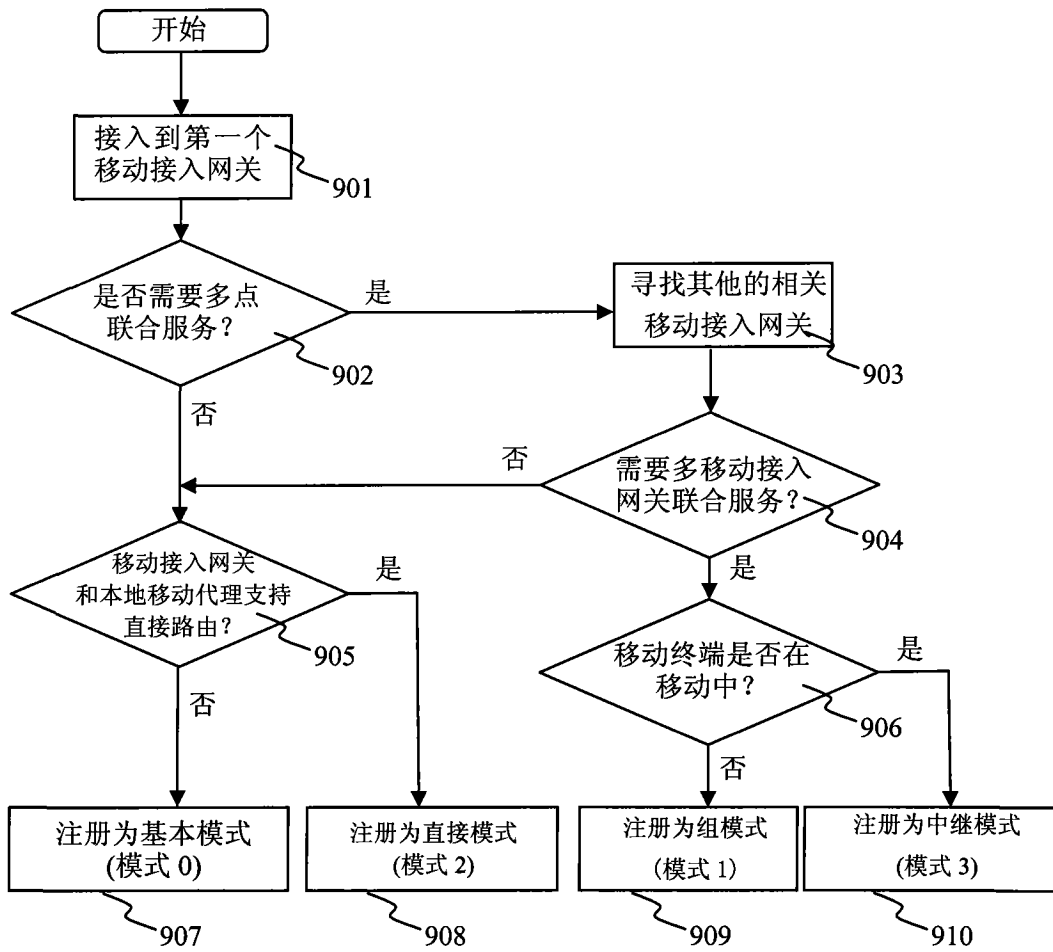 开始
接入到第一个
移动接入网关
901
是否需要多点
联合服务？
902
是
否
寻找其他的相关
移动接入网关
903
需要多移动接入
网关联合服务？
904
否
是
移动接入网关
和本地移动代理支持
直接路由？
905
是
否
移动终端是否在
移动中？
906
是
否
注册为基本模式
(模式 0)
907
注册为直接模式
(模式 2)
908
注册为组模式
(模式 1)
909
注册为中继模式
(模式 3)
910